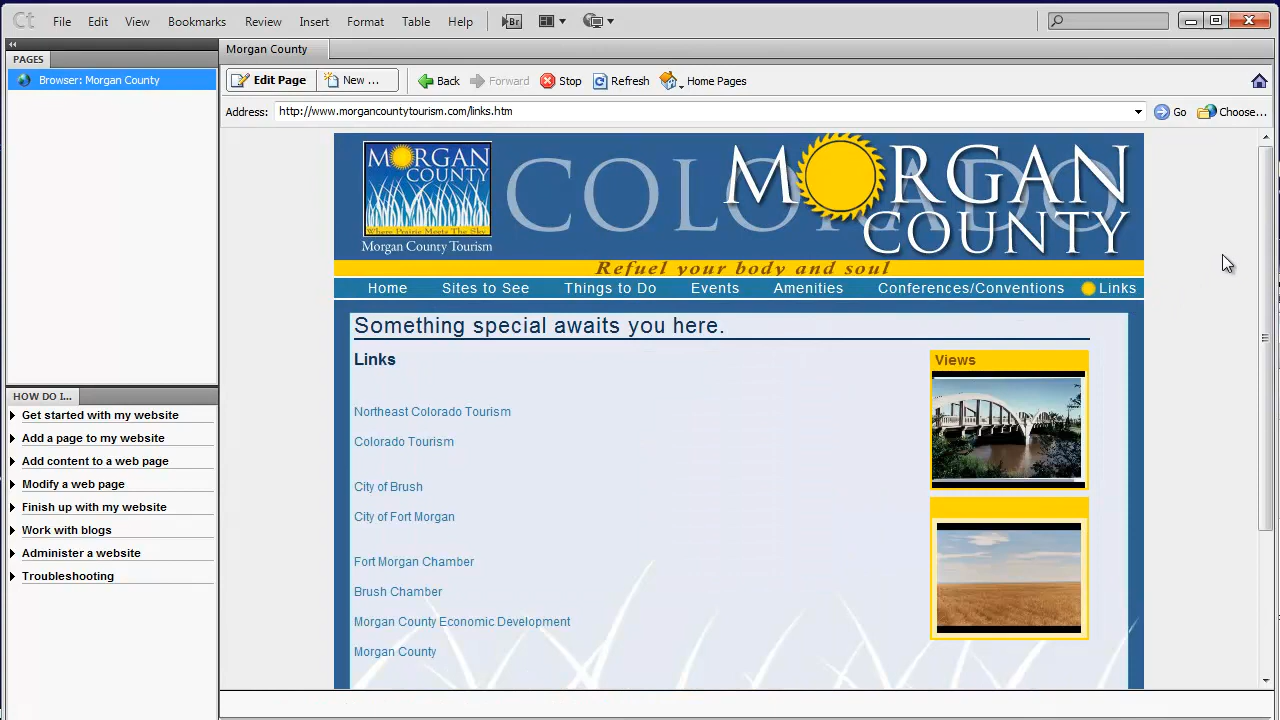 Ct File Edit View Bookmarks Review Insert Format Table Help Br
PAGES
Browser: Morgan County
Morgan County
Edit Page New ... Back Forward Stop Refresh Home Pages
Address: http://www.morgancountytourism.com/links.htm Go Choose...
MORGAN COUNTY
Where Prairie Meets The Sky
Morgan County Tourism
COLORADO
MORGAN
COUNTY
Refuel your body and soul
Home Sites to See Things to Do Events Amenities Conferences/Conventions Links
Something special awaits you here.
Links
Northeast Colorado Tourism
Colorado Tourism
City of Brush
City of Fort Morgan
Fort Morgan Chamber
Brush Chamber
Morgan County Economic Development
Morgan County
Views
HOW DO I...
Get started with my website
Add a page to my website
Add content to a web page
Modify a web page
Finish up with my website
Work with blogs
Administer a website
Troubleshooting